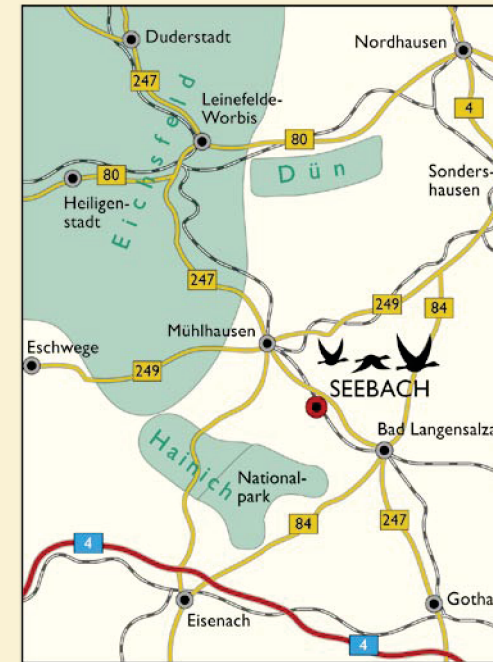 Duderstadt
Nordhausen
247
Leinefelde-
Worbis
4
80
Eichsfeld
Dün
80
Sonders-
hausen
Heiligen-
stadt
247
249
84
Mühlhausen
Eschwege
249
SEEBACH
Bad Langensalza
Hainich
National-
park
84
247
4
Eisenach
Gotha
4